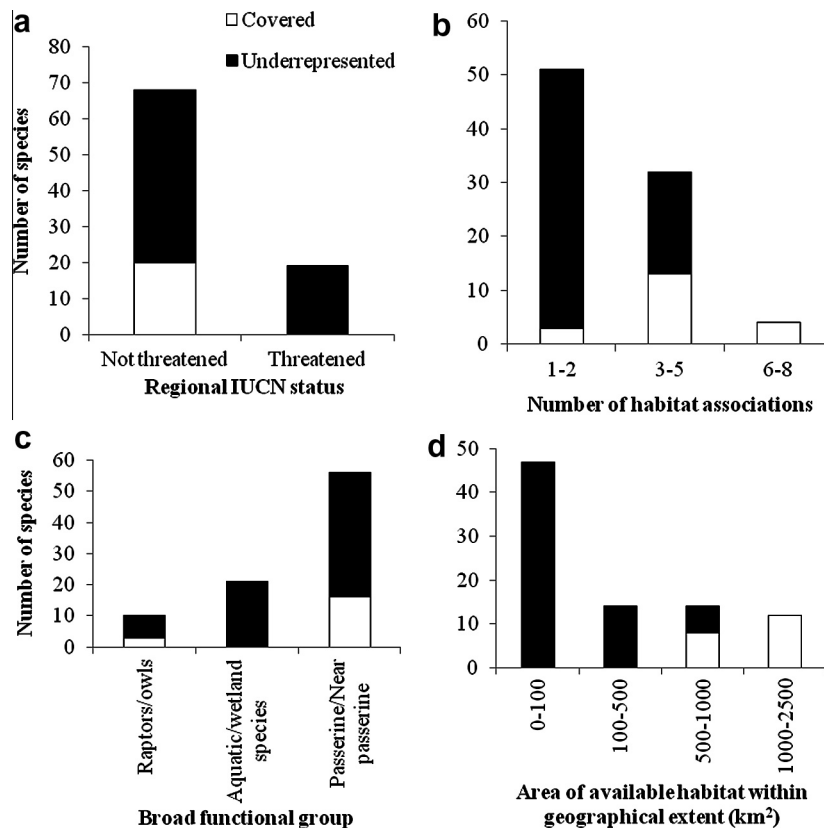 a
Covered
Underrepresented
Number of species
80
70
60
50
40
30
20
10
0
Not threatened
Threatened
Regional IUCN status
b
60
50
40
30
20
10
0
1-2
3-5
6-8
Number of habitat associations
c
Number of species
60
50
40
30
20
10
0
Raptors/owls
Aquatic/wetland
species
Passerine/Near
passerine
Broad functional group
d
50
40
30
20
10
0
0-100
100-500
500-1000
1000-2500
Area of available habitat within
geographical extent (km²)